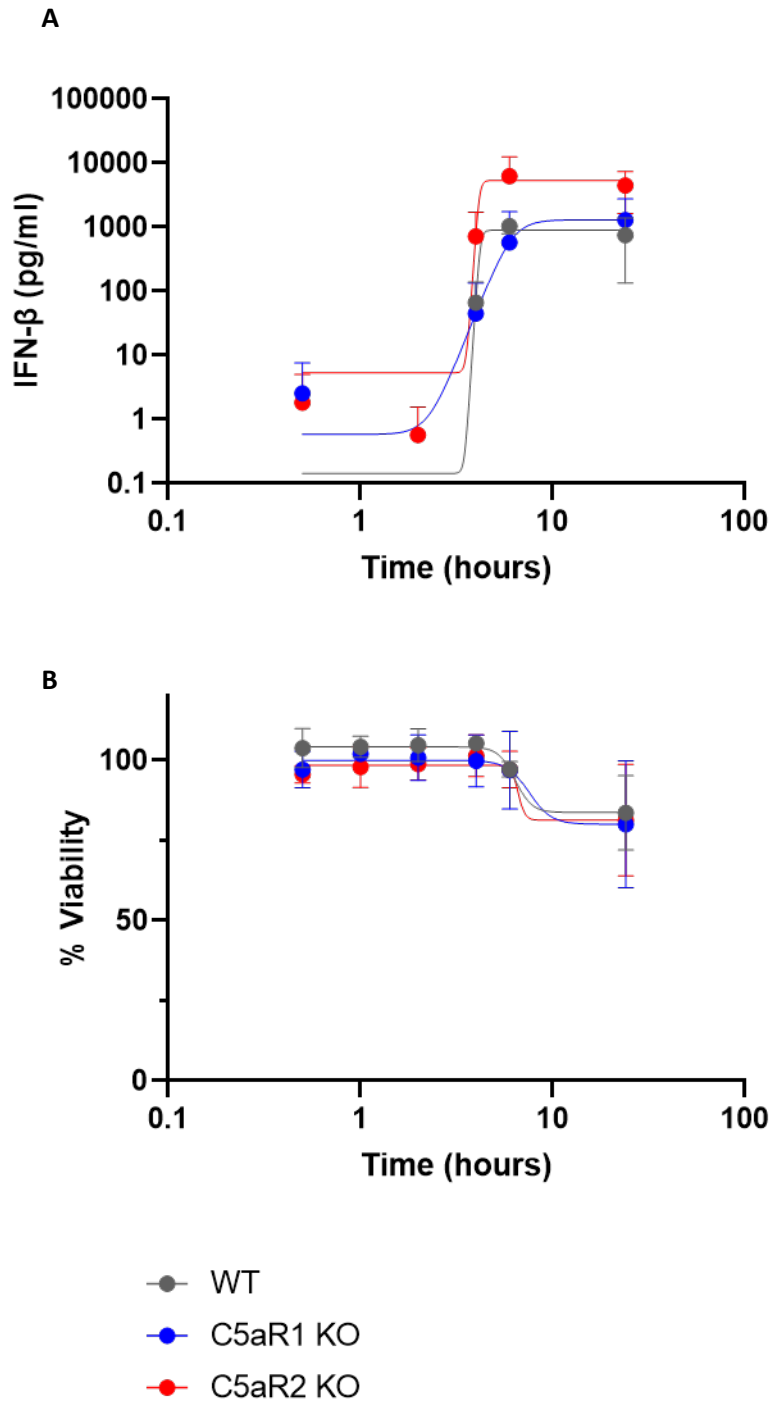 A
IFN-β (pg/ml)
100000
10000
1000
100
10
1
0.1
0.1 1 10 100
Time (hours)
B
% Viability
100
50
0
0.1 1 10 100
Time (hours)
WT
C5aR1 KO
C5aR2 KO